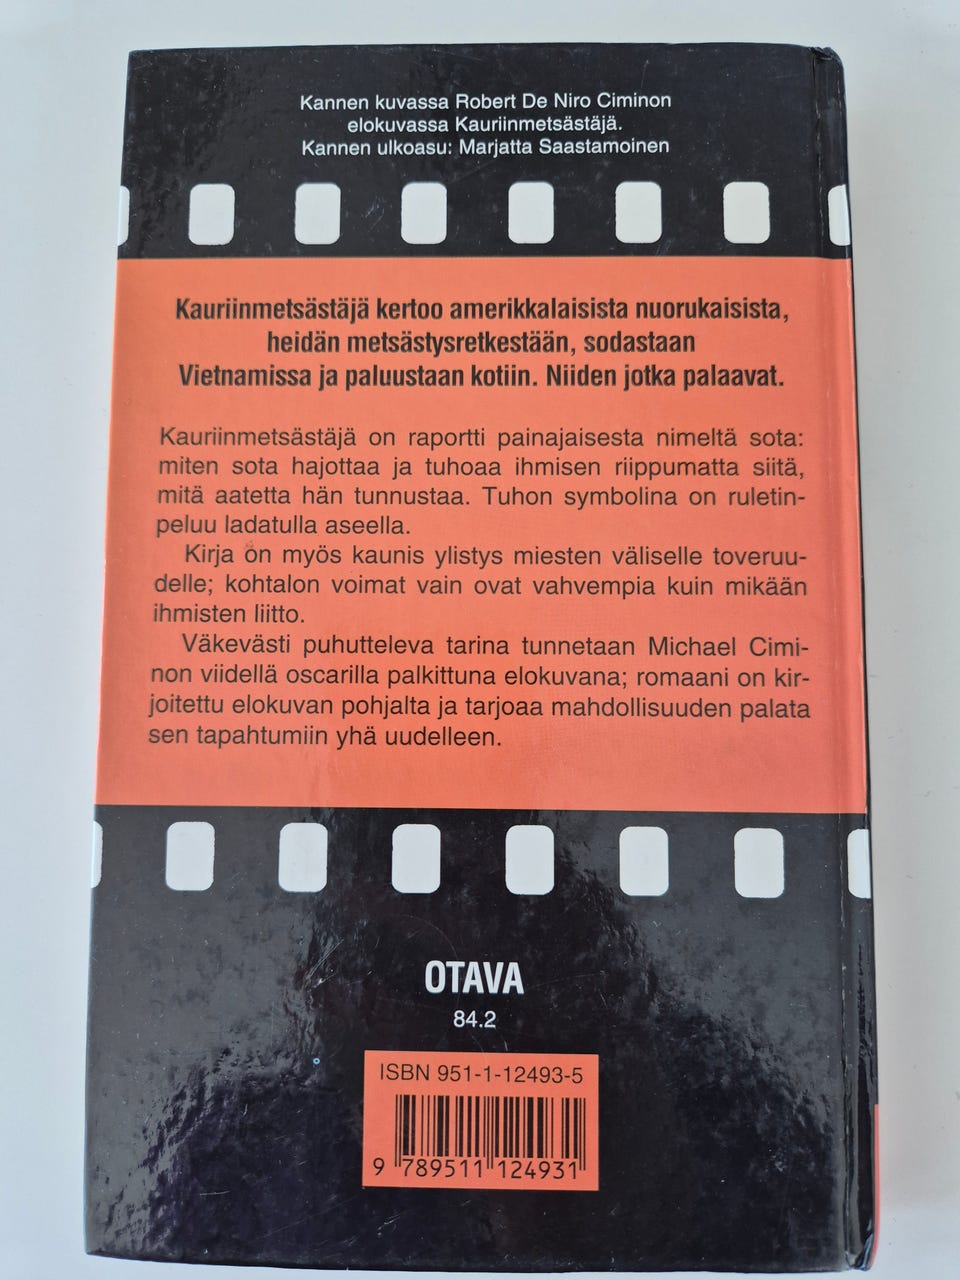 Kannen kuvassa Robert De Niro Ciminon
elokuvassa Kauriinmetsästäjä.
Kannen ulkoasu: Marjatta Saastamoinen
Kauriinmetsästäjä kertoo amerikkalaisista nuorukaisista,
heidän metsästysretkestään, sodastaan
Vietnamissa ja paluustaan kotiin. Niiden jotka palaavat.
Kauriinmetsästäjä on raportti painajaisesta nimeltä sota:
miten sota hajottaa ja tuhoaa ihmisen riippumatta siitä,
mitä aatetta hän tunnustaa. Tuhon symbolina on ruletin-
peluu ladatulla aseella.
Kirja on myös kaunis ylistys miesten väliselle toveruu-
delle; kohtalon voimat vain ovat vahvempia kuin mikään
ihmisten liitto.
Väkevästi puhutteleva tarina tunnetaan Michael Cimi-
non viidellä oscarilla palkittuna elokuvana; romaani on kir-
joitettu elokuvan pohjalta ja tarjoaa mahdollisuuden palata
sen tapahtumiin yhä uudelleen.
OTAVA
84.2
ISBN 951-1-12493-5
9 789511 124931